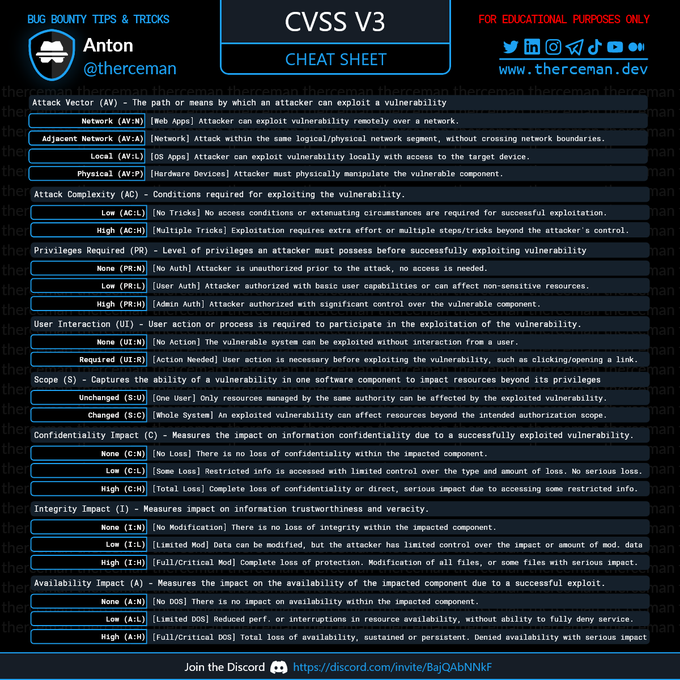 BUG BOUNTY TIPS & TRICKS
CVSS V3
FOR EDUCATIONAL PURPOSES ONLY
Anton
@therceman
CHEAT SHEET
www.therceman.dev
Attack Vector (AV) - The path or means by which an attacker can exploit a vulnerability
Network (AV:N) [Web Apps] Attacker can exploit vulnerability remotely over a network.
Adjacent Network (AV:A) [Network] Attack within the same logical/physical network segment, without crossing network boundaries.
Local (AV:L) [OS Apps] Attacker can exploit vulnerability locally with access to the target device.
Physical (AV:P) [Hardware Devices] Attacker must physically manipulate the vulnerable component.
Attack Complexity (AC) - Conditions required for exploiting the vulnerability.
Low (AC:L) [No Tricks] No access conditions or extenuating circumstances are required for successful exploitation.
High (AC:H) [Multiple Tricks] Exploitation requires extra effort or multiple steps/tricks beyond the attacker's control.
Privileges Required (PR) - Level of privileges an attacker must possess before successfully exploiting vulnerability
None (PR:N) [No Auth] Attacker is unauthorized prior to the attack, no access is needed.
Low (PR:L) [User Auth] Attacker authorized with basic user capabilities or can affect non-sensitive resources.
High (PR:H) [Admin Auth] Attacker authorized with significant control over the vulnerable component.
User Interaction (UI) - User action or process is required to participate in the exploitation of the vulnerability.
None (UI:N) [No Action] The vulnerable system can be exploited without interaction from a user.
Required (UI:R) [Action Needed] User action is necessary before exploiting the vulnerability, such as clicking/opening a link.
Scope (S) - Captures the ability of a vulnerability in one software component to impact resources beyond its privileges
Unchanged (S:U) [One User] Only resources managed by the same authority can be affected by the exploited vulnerability.
Changed (S:C) [Whole System] An exploited vulnerability can affect resources beyond the intended authorization scope.
Confidentiality Impact (C) - Measures the impact on information confidentiality due to a successfully exploited vulnerability.
None (C:N) [No Loss] There is no loss of confidentiality within the impacted component.
Low (C:L) [Some Loss] Restricted info is accessed with limited control over the type and amount of loss. No serious loss.
High (C:H) [Total Loss] Complete loss of confidentiality or direct, serious impact due to accessing some restricted info.
Integrity Impact (I) - Measures impact on information trustworthiness and veracity.
None (I:N) [No Modification] There is no loss of integrity within the impacted component.
Low (I:L) [Limited Mod] Data can be modified, but the attacker has limited control over the impact or amount of mod. data
High (I:H) [Full/Critical Mod] Complete loss of protection. Modification of all files, or some files with serious impact.
Availability Impact (A) - Measures the impact on the availability of the impacted component due to a successful exploit.
None (A:N) [No DOS] There is no impact on availability within the impacted component.
Low (A:L) [Limited DOS] Reduced perf. or interruptions in resource availability, without ability to fully deny service.
High (A:H) [Full/Critical DOS] Total loss of availability, sustained or persistent. Denied availability with serious impact
Join the Discord https://discord.com/invite/BajQAbNNkF